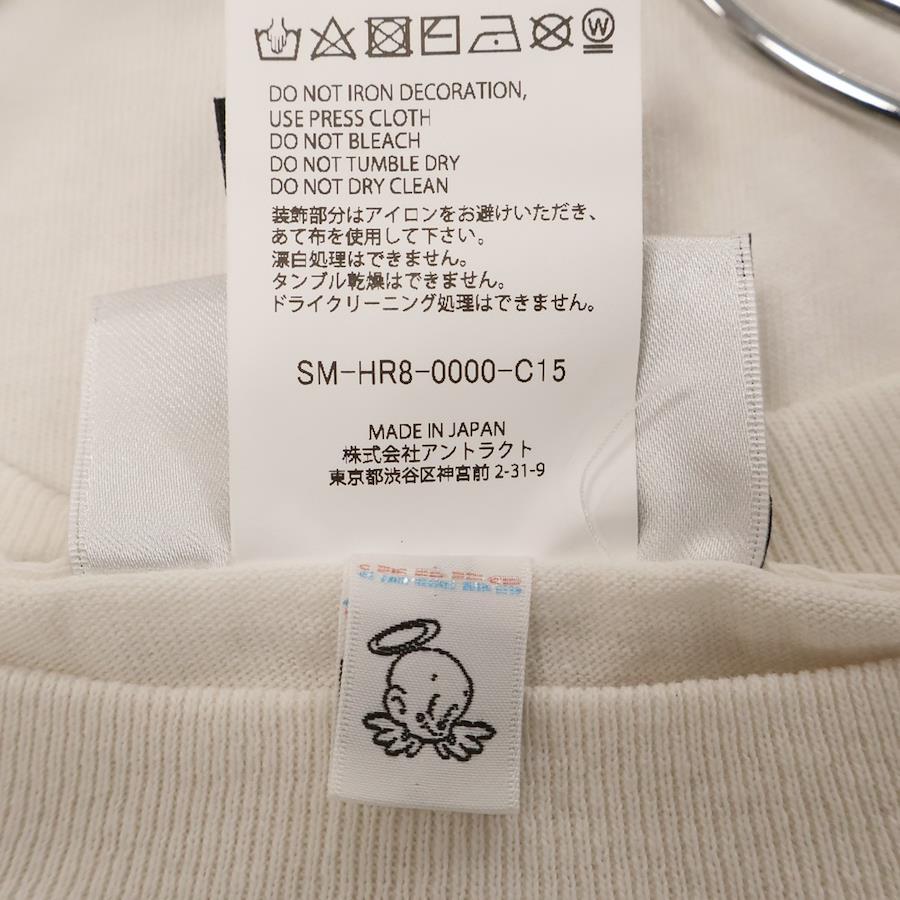 W
DO NOT IRON DECORATION,
USE PRESS CLOTH
DO NOT BLEACH
DO NOT TUMBLE DRY
DO NOT DRY CLEAN
装飾部分はアイロンをお避けいただき、
あて布を使用して下さい。
漂白処理はできません。
タンブル乾燥はできません。
ドライクリーニング処理はできません。
SM-HR8-0000-C15
MADE IN JAPAN
株式会社アントラクト
東京都渋谷区神宮前 2-31-9